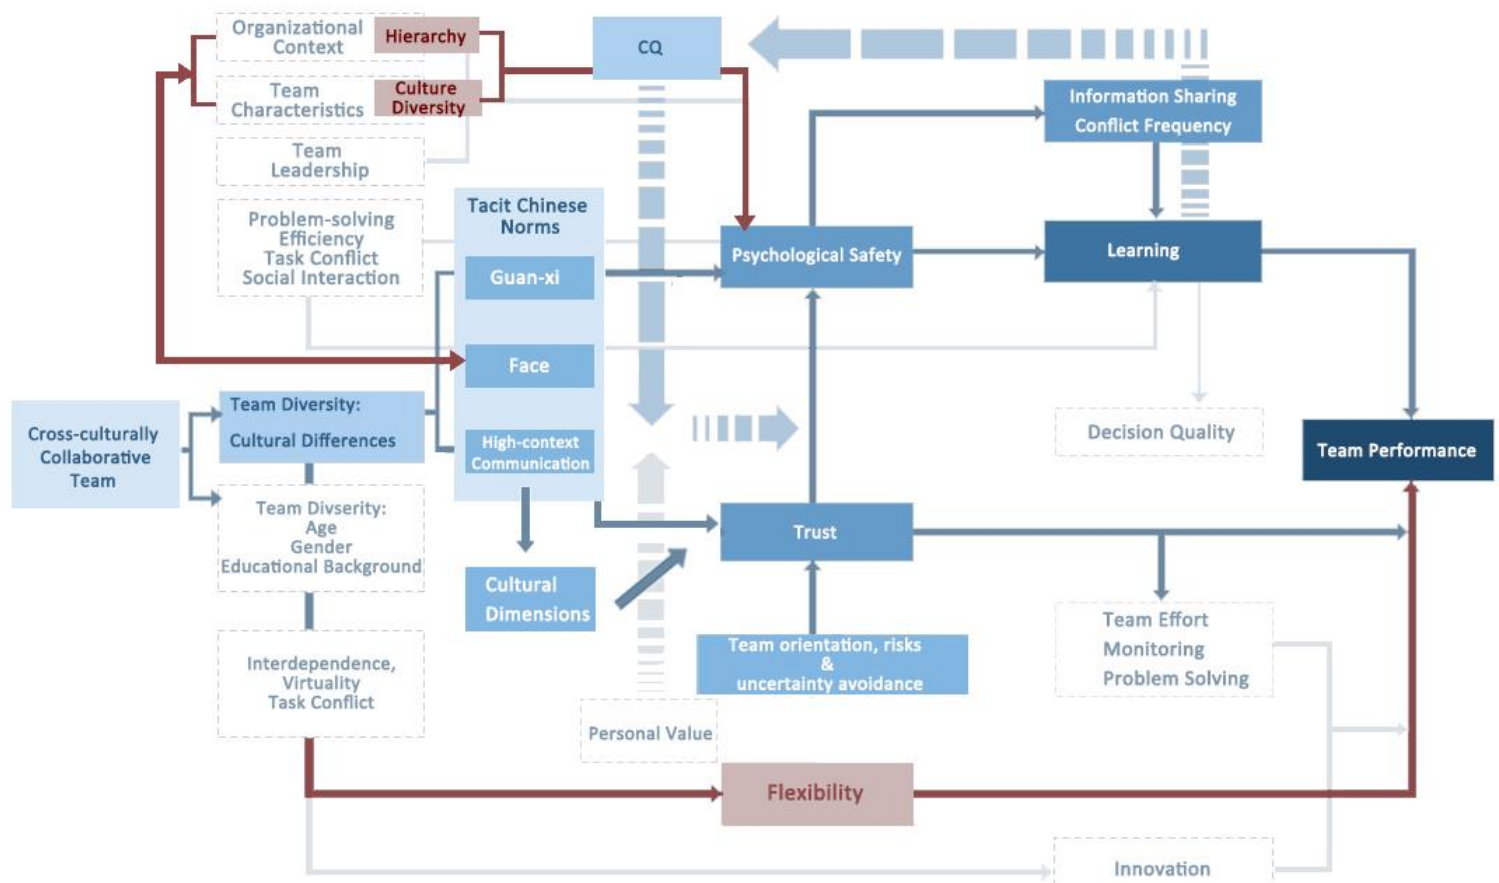 Organizational
Context
Hierarchy
CQ
Team
Characteristics
Culture
Diversity
Information Sharing
Conflict Frequency
Team
Leadership
Tacit Chinese
Norms
Problem-solving
Efficiency
Task Conflict
Social Interaction
Psychological Safety
Learning
Guan-xi
Face
Team Diversity:
Cultural Differences
Cross-culturally
Collaborative
Team
High-context
Communication
Decision Quality
Team Performance
Team Divserity:
Age
Gender
Educational Background
Trust
Cultural
Dimensions
Team orientation, risks
&
uncertainty avoidance
Team Effort
Monitoring
Problem Solving
Interdependence,
Virtuality
Task Conflict
Personal Value
Flexibility
Innovation